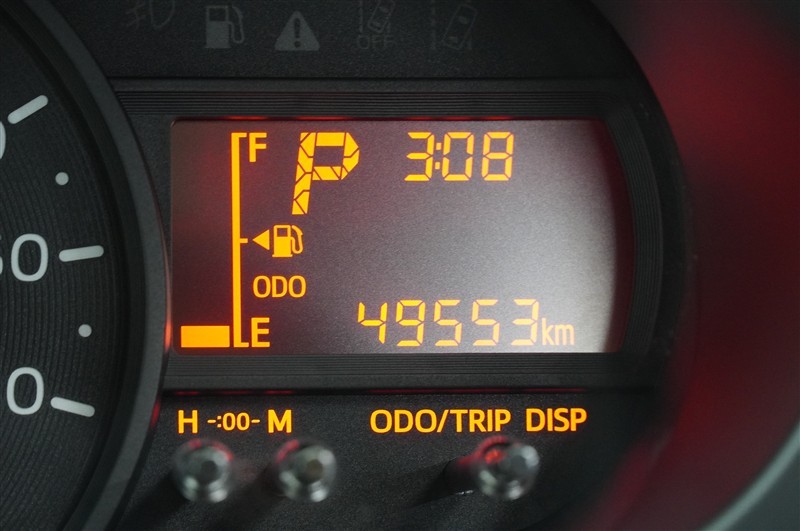 OFF
F P 3:08
ODO
E 49553km
H -:00- M ODO/TRIP DISP